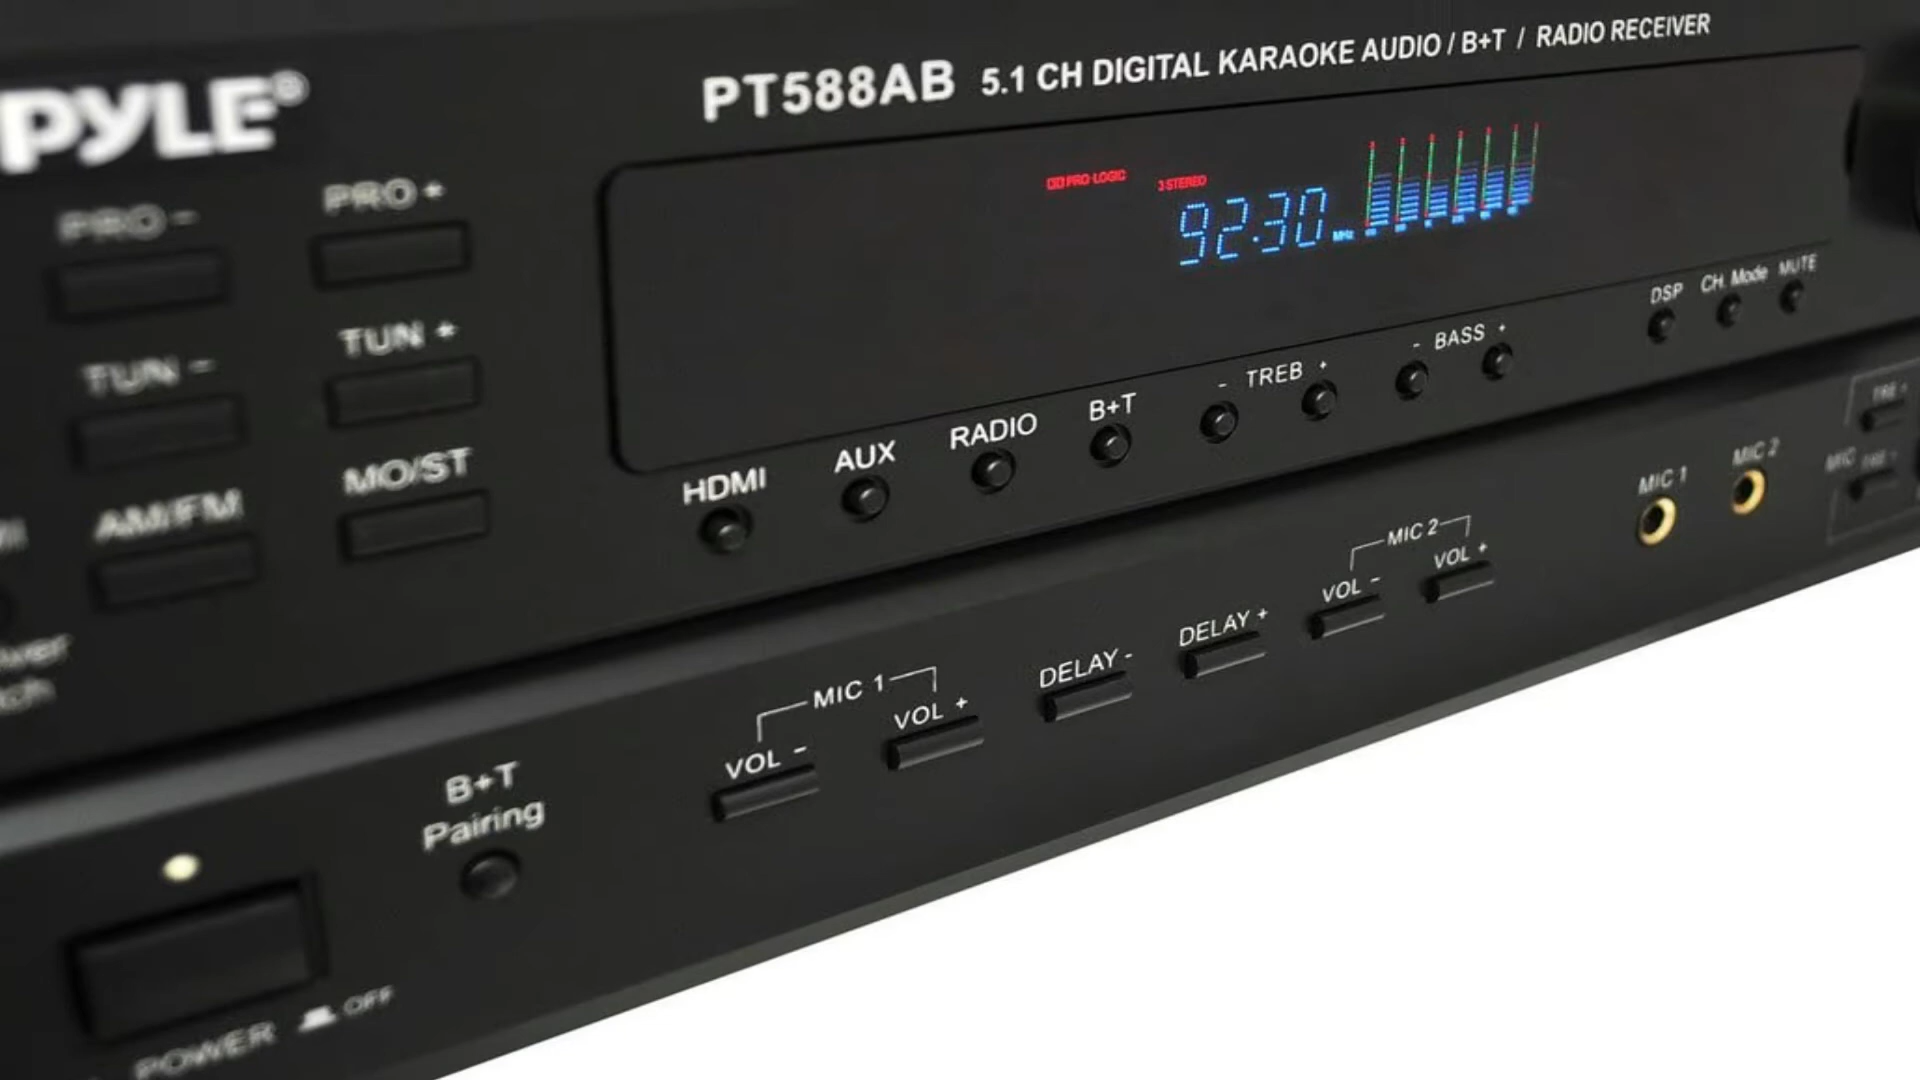 PYLE®
PT588AB 5.1 CH DIGITAL KARAOKE AUDIO / B+T / RADIO RECEIVER
PRO - PRO +
PRO LOGIC STEREO
92.30 MHz
TUN - TUN +
AM/FM MO/ST
HDMI AUX RADIO B+T - TREB + - BASS + DSP CH. Mode MUTE
MIC 1 MIC 2
MIC
MIC 1
VOL - VOL +
DELAY - DELAY +
MIC 2
VOL - VOL +
B+T
Pairing
POWER OFF